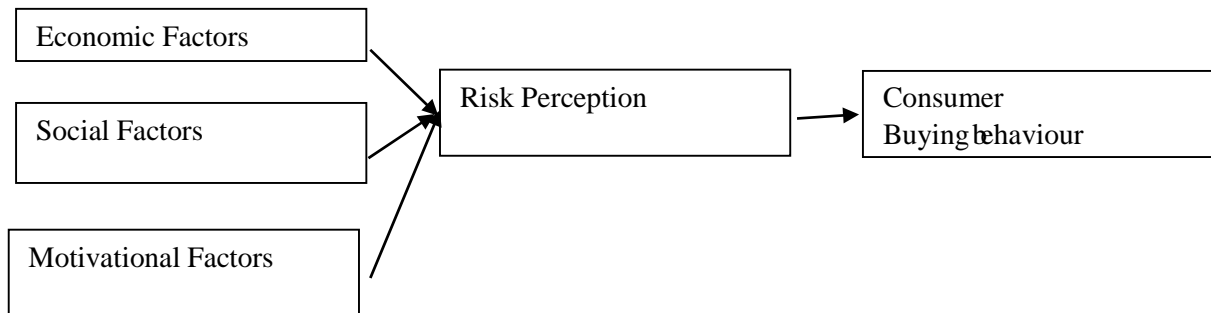 Economic Factors
Social Factors
Motivational Factors
Risk Perception
Consumer
Buying behaviour